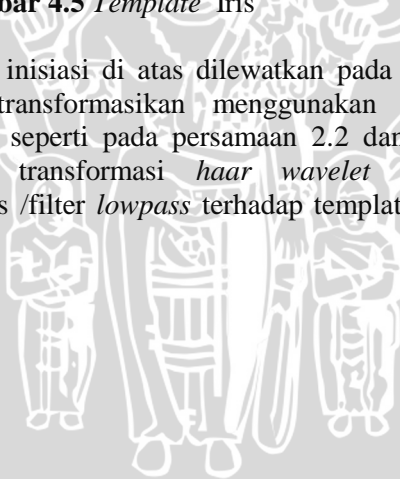 bar 4.5 Template Iris
inisiasi di atas dilewatkan pada
transformasikan menggunakan
seperti pada persamaan 2.2 dan
transformasi haar wavelet
s /filter lowpass terhadap templat